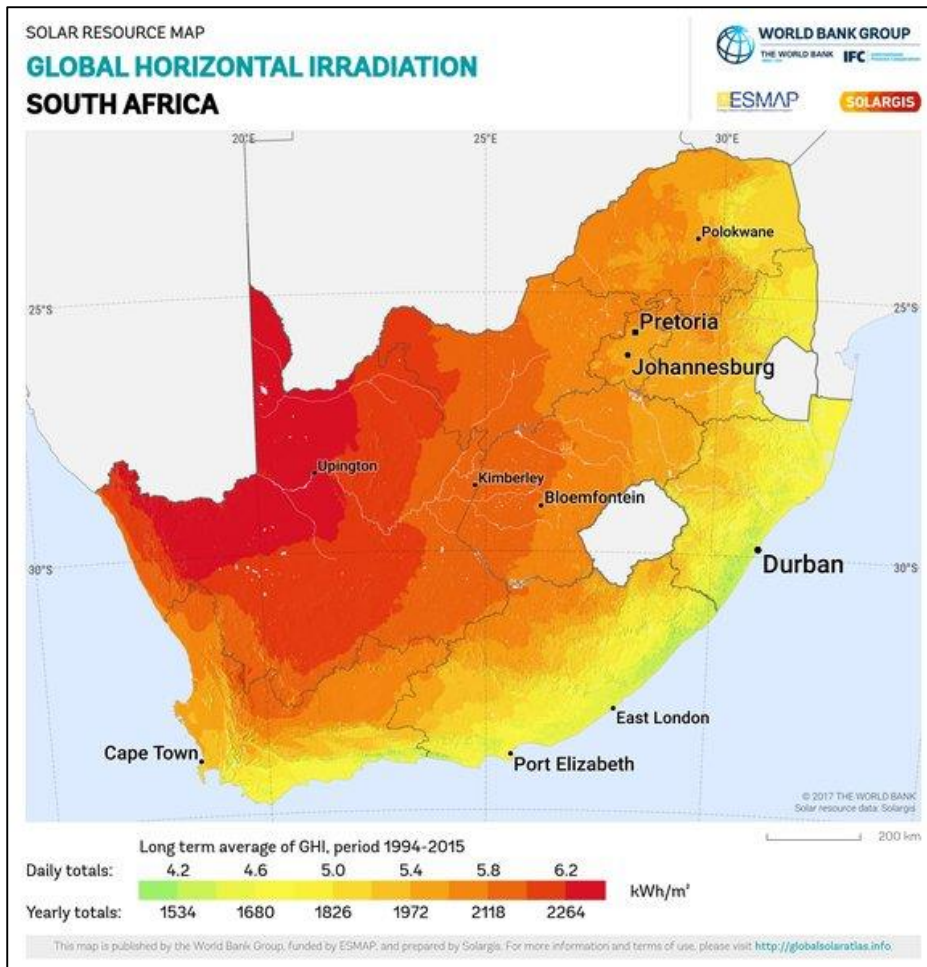 SOLAR RESOURCE MAP
GLOBAL HORIZONTAL IRRADIATION
SOUTH AFRICA
WORLD BANK GROUP
THE WORLD BANK IFC
ESMAP SOLARGIS
20°E 25°E 30°E
Polokwane
25°S 25°S
Pretoria
Johannesburg
Upington
Kimberley
Bloemfontein
Durban
30°S 30°S
East London
Cape Town
Port Elizabeth
© 2017 THE WORLD BANK
Solar resource data: Solargis
200 km
Long term average of GHI, period 1994-2015
Daily totals: 4.2 4.6 5.0 5.4 5.8 6.2
kWh/m²
Yearly totals: 1534 1680 1826 1972 2118 2264
This map is published by the World Bank Group, funded by ESMAP, and prepared by Solargis. For more information and terms of use, please visit http://globalsolaratlas.info.